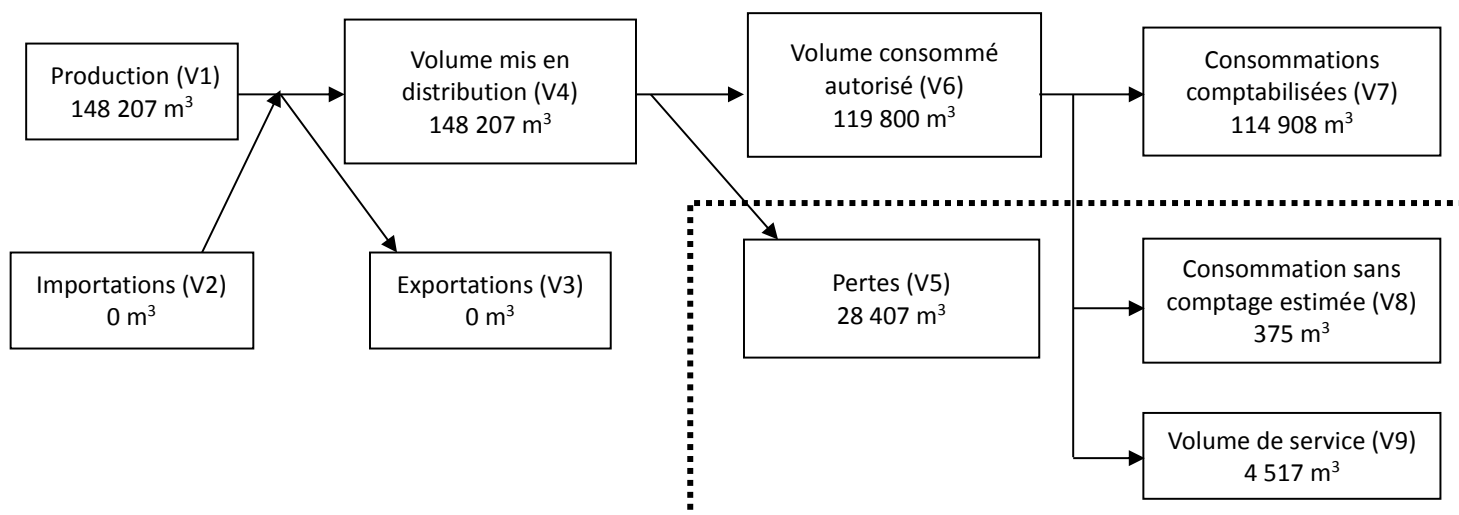 Production (V1)
148 207 m³
Volume mis en
distribution (V4)
148 207 m³
Volume consommé
autorisé (V6)
119 800 m³
Consommations
comptabilisées (V7)
114 908 m³
Importations (V2)
0 m³
Exportations (V3)
0 m³
Pertes (V5)
28 407 m³
Consommation sans
comptage estimée (V8)
375 m³
Volume de service (V9)
4 517 m³